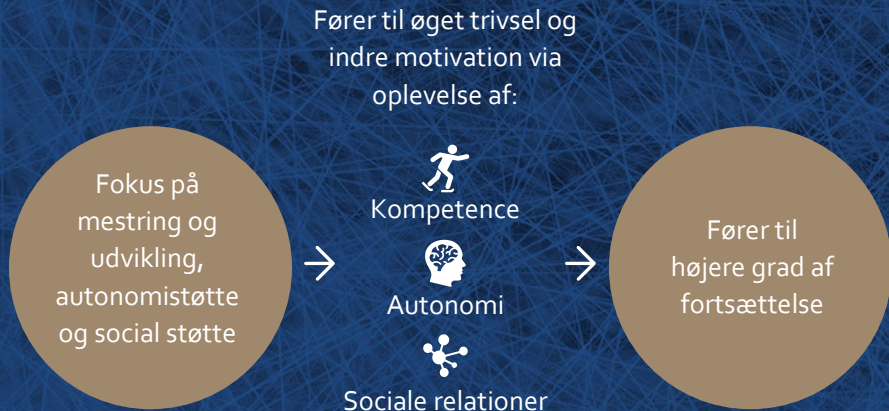 Fører til øget trivsel og
indre motivation via
oplevelse af:
Fokus på
mestring og
udvikling,
autonomistøtte
og social støtte
Kompetence
Autonomi
Sociale relationer
Fører til
højere grad af
fortsættelse